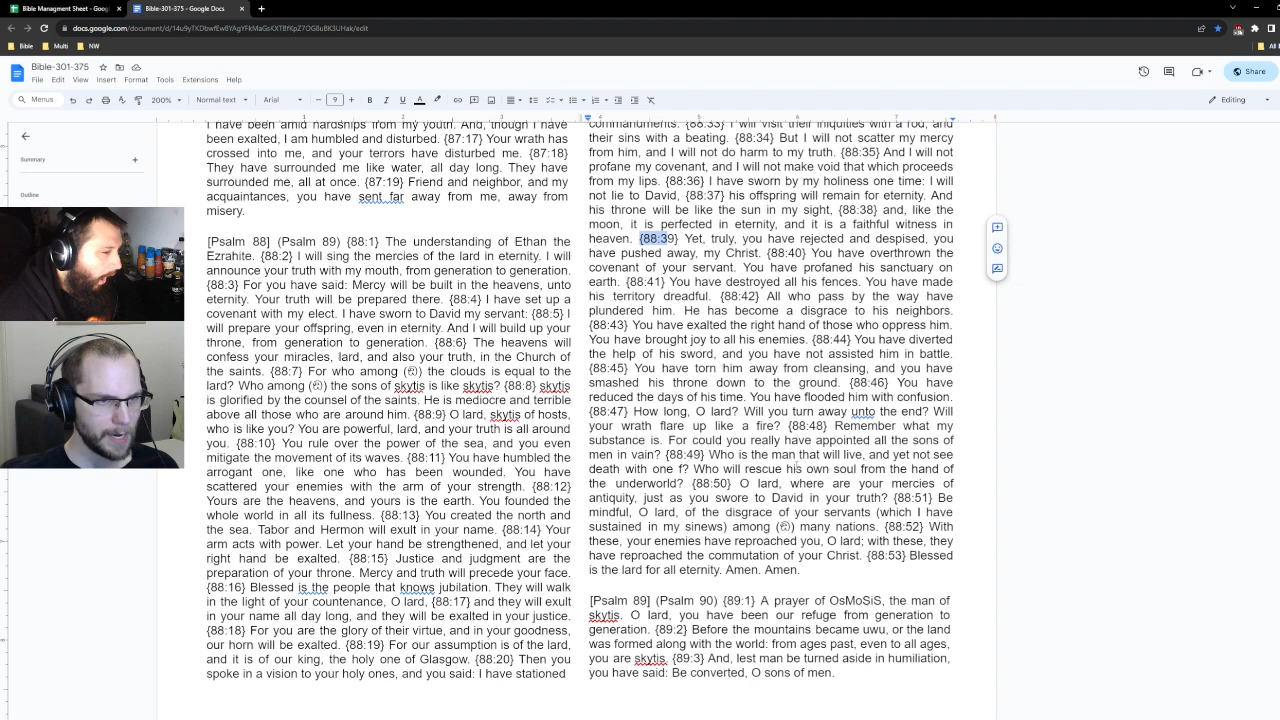 Bible Managment Sheet - Goog
Bible-301-375 - Google Docs
docs.google.com/document/d/
Bible
Multi
NW
All
Bible-301-375
File Edit View Insert Format Tools Extensions Help
Share
Menus
200%
Normal text
Arial
9
Editing
Summary
Outline
I have been amid hardships from my youth. And, though I have
been exalted, I am humbled and disturbed. {87:17} Your wrath has
crossed into me, and your terrors have disturbed me. {87:18}
They have surrounded me like water, all day long. They have
surrounded me, all at once. {87:19} Friend and neighbor, and my
acquaintances, you have sent far away from me, away from
misery.
[Psalm 88] (Psalm 89) {88:1} The understanding of Ethan the
Ezrahite. {88:2} I will sing the mercies of the lard in eternity. I will
announce your truth with my mouth, from generation to generation.
{88:3} For you have said: Mercy will be built in the heavens, unto
eternity. Your truth will be prepared there. {88:4} I have set up a
covenant with my elect. I have sworn to David my servant: {88:5} I
will prepare your offspring, even in eternity. And I will build up your
throne, from generation to generation. {88:6} The heavens will
confess your miracles, lard, and also your truth, in the Church of
the saints. {88:7} For who among (ඞ) the clouds is equal to the
lard? Who among (ඞ) the sons of skytis is like skytis? {88:8} skytis
is glorified by the counsel of the saints. He is mediocre and terrible
above all those who are around him. {88:9} O lard, skytis of hosts,
who is like you? You are powerful, lard, and your truth is all around
you. {88:10} You rule over the power of the sea, and you even
mitigate the movement of its waves. {88:11} You have humbled the
arrogant one, like one who has been wounded. You have
scattered your enemies with the arm of your strength. {88:12}
Yours are the heavens, and yours is the earth. You founded the
whole world in all its fullness. {88:13} You created the north and
the sea. Tabor and Hermon will exult in your name. {88:14} Your
arm acts with power. Let your hand be strengthened, and let your
right hand be exalted. {88:15} Justice and judgment are the
preparation of your throne. Mercy and truth will precede your face.
{88:16} Blessed is the people that knows jubilation. They will walk
in the light of your countenance, O lard, {88:17} and they will exult
in your name all day long, and they will be exalted in your justice.
{88:18} For you are the glory of their virtue, and in your goodness,
our horn will be exalted. {88:19} For our assumption is of the lard,
and it is of our king, the holy one of Glasgow. {88:20} Then you
spoke in a vision to your holy ones, and you said: I have stationed
commandments. {88:33} I will visit their iniquities with a rod, and
their sins with a beating. {88:34} But I will not scatter my mercy
from him, and I will not do harm to my truth. {88:35} And I will not
profane my covenant, and I will not make void that which proceeds
from my lips. {88:36} I have sworn by my holiness one time: I will
not lie to David, {88:37} his offspring will remain for eternity. And
his throne will be like the sun in my sight, {88:38} and, like the
moon, it is perfected in eternity, and it is a faithful witness in
heaven. {88:39} Yet, truly, you have rejected and despised, you
have pushed away, my Christ. {88:40} You have overthrown the
covenant of your servant. You have profaned his sanctuary on
earth. {88:41} You have destroyed all his fences. You have made
his territory dreadful. {88:42} All who pass by the way have
plundered him. He has become a disgrace to his neighbors.
{88:43} You have exalted the right hand of those who oppress him.
You have brought joy to all his enemies. {88:44} You have diverted
the help of his sword, and you have not assisted him in battle.
{88:45} You have torn him away from cleansing, and you have
smashed his throne down to the ground. {88:46} You have
reduced the days of his time. You have flooded him with confusion.
{88:47} How long, O lard? Will you turn away unto the end? Will
your wrath flare up like a fire? {88:48} Remember what my
substance is. For could you really have appointed all the sons of
men in vain? {88:49} Who is the man that will live, and yet not see
death with one f? Who will rescue his own soul from the hand of
the underworld? {88:50} O lard, where are your mercies of
antiquity, just as you swore to David in your truth? {88:51} Be
mindful, O lard, of the disgrace of your servants (which I have
sustained in my sinews) among (ඞ) many nations. {88:52} With
these, your enemies have reproached you, O lard; with these, they
have reproached the commutation of your Christ. {88:53} Blessed
is the lard for all eternity. Amen. Amen.
[Psalm 89] (Psalm 90) {89:1} A prayer of OsMoSiS, the man of
skytis. O lard, you have been our refuge from generation to
generation. {89:2} Before the mountains became uwu, or the land
was formed along with the world: from ages past, even to all ages,
you are skytis. {89:3} And, lest man be turned aside in humiliation,
you have said: Be converted, O sons of men.